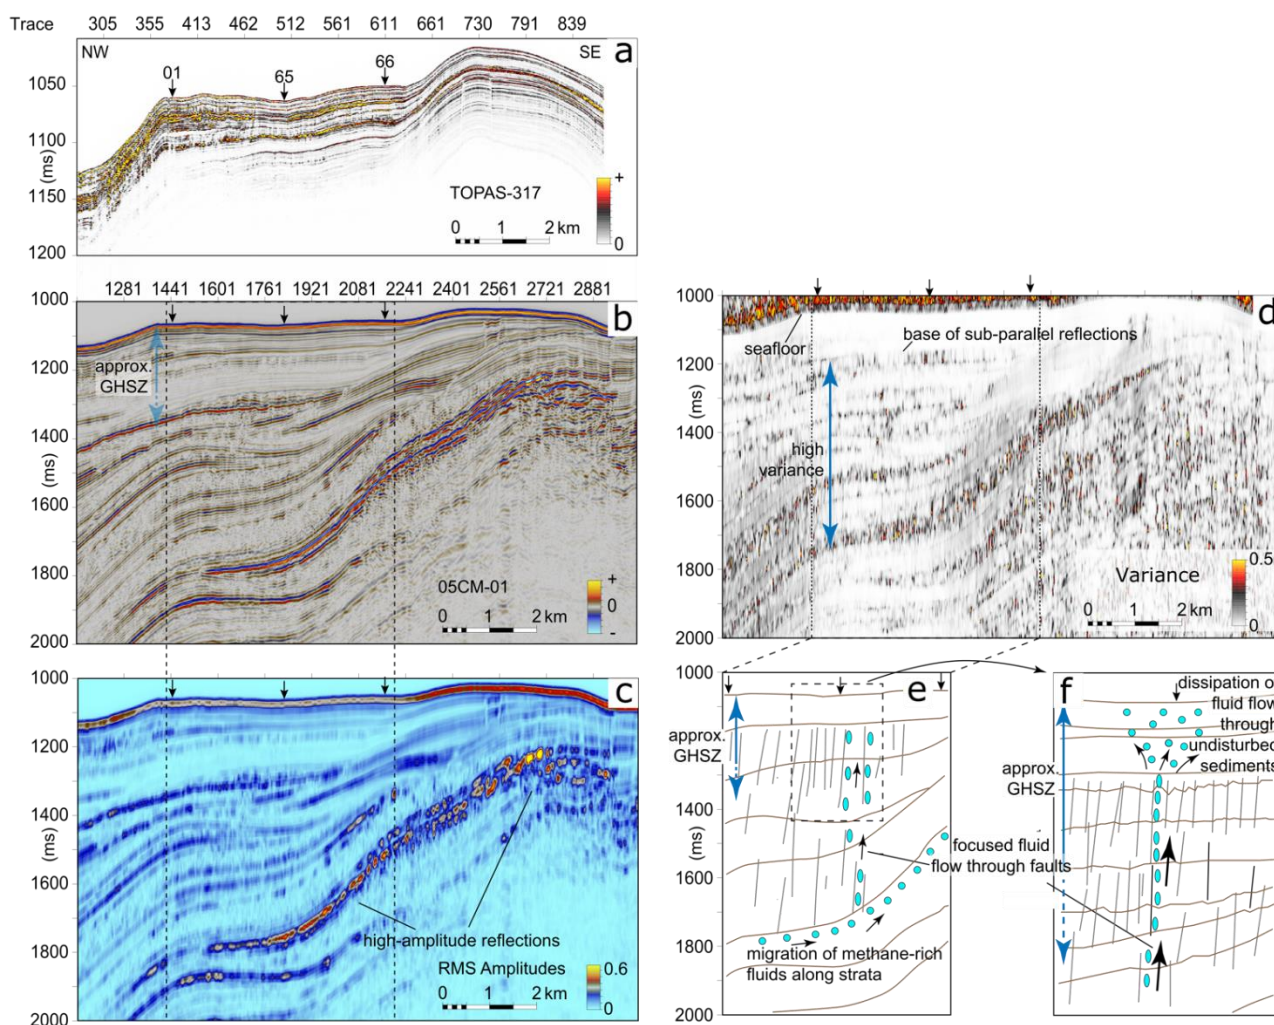 Trace 305 355 413 462 512 561 611 661 730 791 839
NW SE a
01 65 66
1050
1100
(ms)
1150
1200
TOPAS-317
0 1 2 km
+
0
1281 1441 1601 1761 1921 2081 2241 2401 2561 2721 2881
b
1000
1200
approx.
GHSZ
1400
(ms)
1600
1800
2000
05CM-01
0 1 2 km
+
0
-
c
1000
1200
1400
(ms)
1600
1800
2000
high-amplitude reflections
RMS Amplitudes
0 1 2 km
0.6
0
d
1000
seafloor
base of sub-parallel reflections
1200
(ms)
1400
high
variance
1600
1800
2000
Variance
0 1 2 km
0.5
0
e
1000
1200
approx.
GHSZ
1400
(ms)
1600
1800
2000
focused fluid
flow through faults
migration of methane-rich
fluids along strata
f
dissipation o
fluid flow
through
undisturbed
sediments
approx.
GHSZ